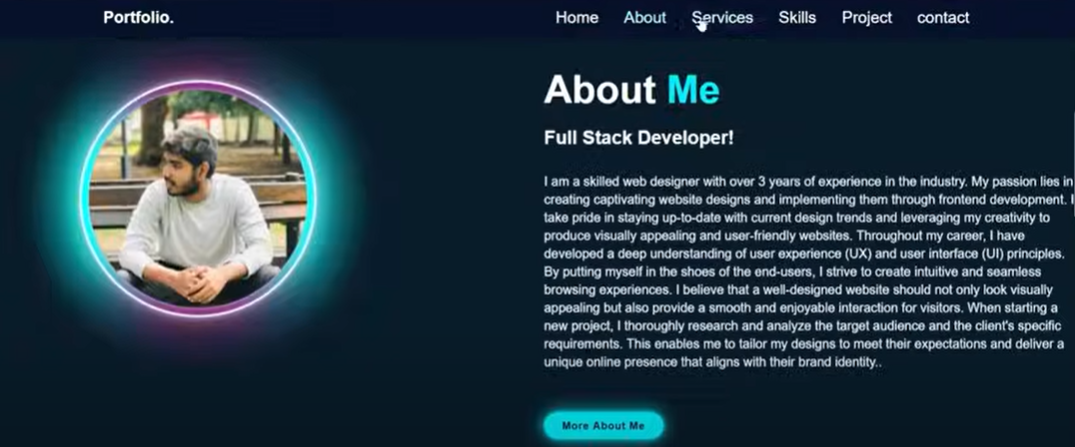 Portfolio.
Home About Services Skills Project contact
About Me
Full Stack Developer!
I am a skilled web designer with over 3 years of experience in the industry. My passion lies in
creating captivating website designs and implementing them through frontend development. I
take pride in staying up-to-date with current design trends and leveraging my creativity to
produce visually appealing and user-friendly websites. Throughout my career, I have
developed a deep understanding of user experience (UX) and user interface (UI) principles.
By putting myself in the shoes of the end-users, I strive to create intuitive and seamless
browsing experiences. I believe that a well-designed website should not only look visually
appealing but also provide a smooth and enjoyable interaction for visitors. When starting a
new project, I thoroughly research and analyze the target audience and the client's specific
requirements. This enables me to tailor my designs to meet their expectations and deliver a
unique online presence that aligns with their brand identity..
More About Me